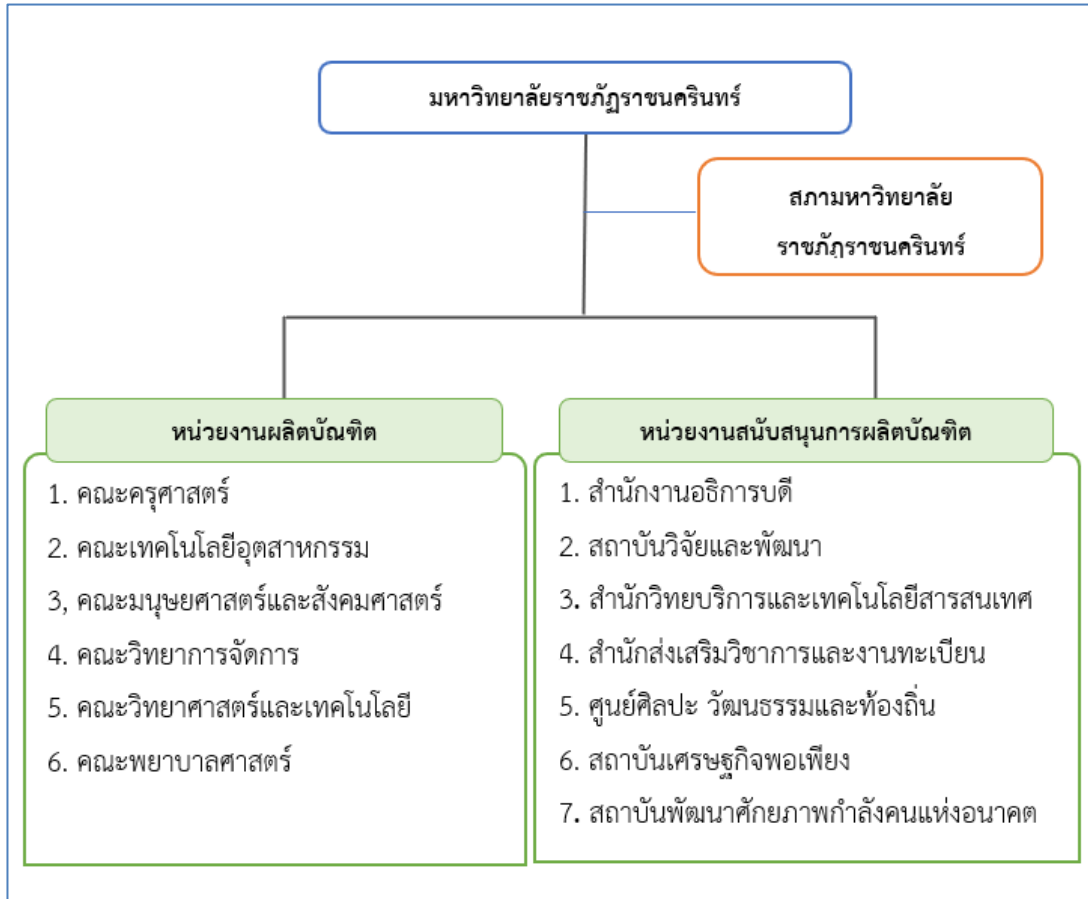 มหาวิทยาลัยราชภัฏราชนครินทร์
สภามหาวิทยาลัย
ราชภัฏราชนครินทร์
หน่วยงานผลิตบัณฑิต
1. คณะครุศาสตร์
2. คณะเทคโนโลยีอุตสาหกรรม
3, คณะมนุษยศาสตร์และสังคมศาสตร์
4. คณะวิทยาการจัดการ
5. คณะวิทยาศาสตร์และเทคโนโลยี
6. คณะพยาบาลศาสตร์
หน่วยงานสนับสนุนการผลิตบัณฑิต
1. สำนักงานอธิการบดี
2. สถาบันวิจัยและพัฒนา
3. สำนักวิทยบริการและเทคโนโลยีสารสนเทศ
4. สำนักส่งเสริมวิชาการและงานทะเบียน
5. ศูนย์ศิลปะ วัฒนธรรมและท้องถิ่น
6. สถาบันเศรษฐกิจพอเพียง
7. สถาบันพัฒนาศักยภาพกำลังคนแห่งอนาคต